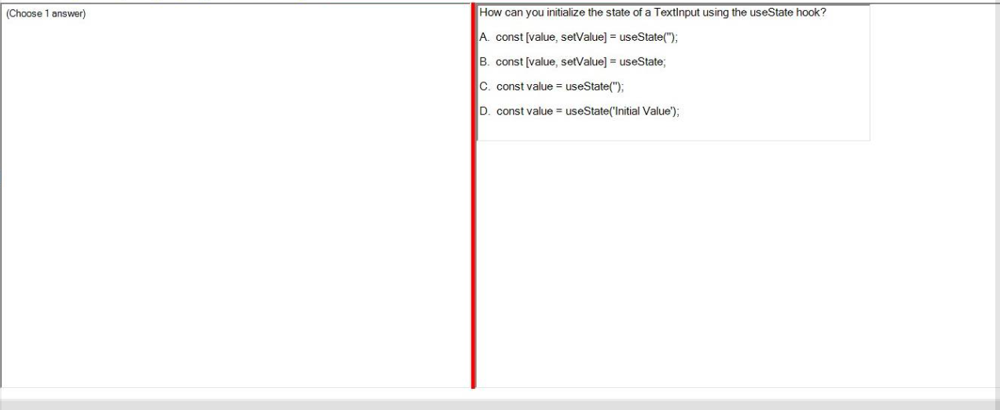 (Choose 1 answer)
How can you initialize the state of a TextInput using the useState hook?
A. const [value, setValue] = useState('');
B. const [value, setValue] = useState;
C. const value = useState('');
D. const value = useState('Initial Value');